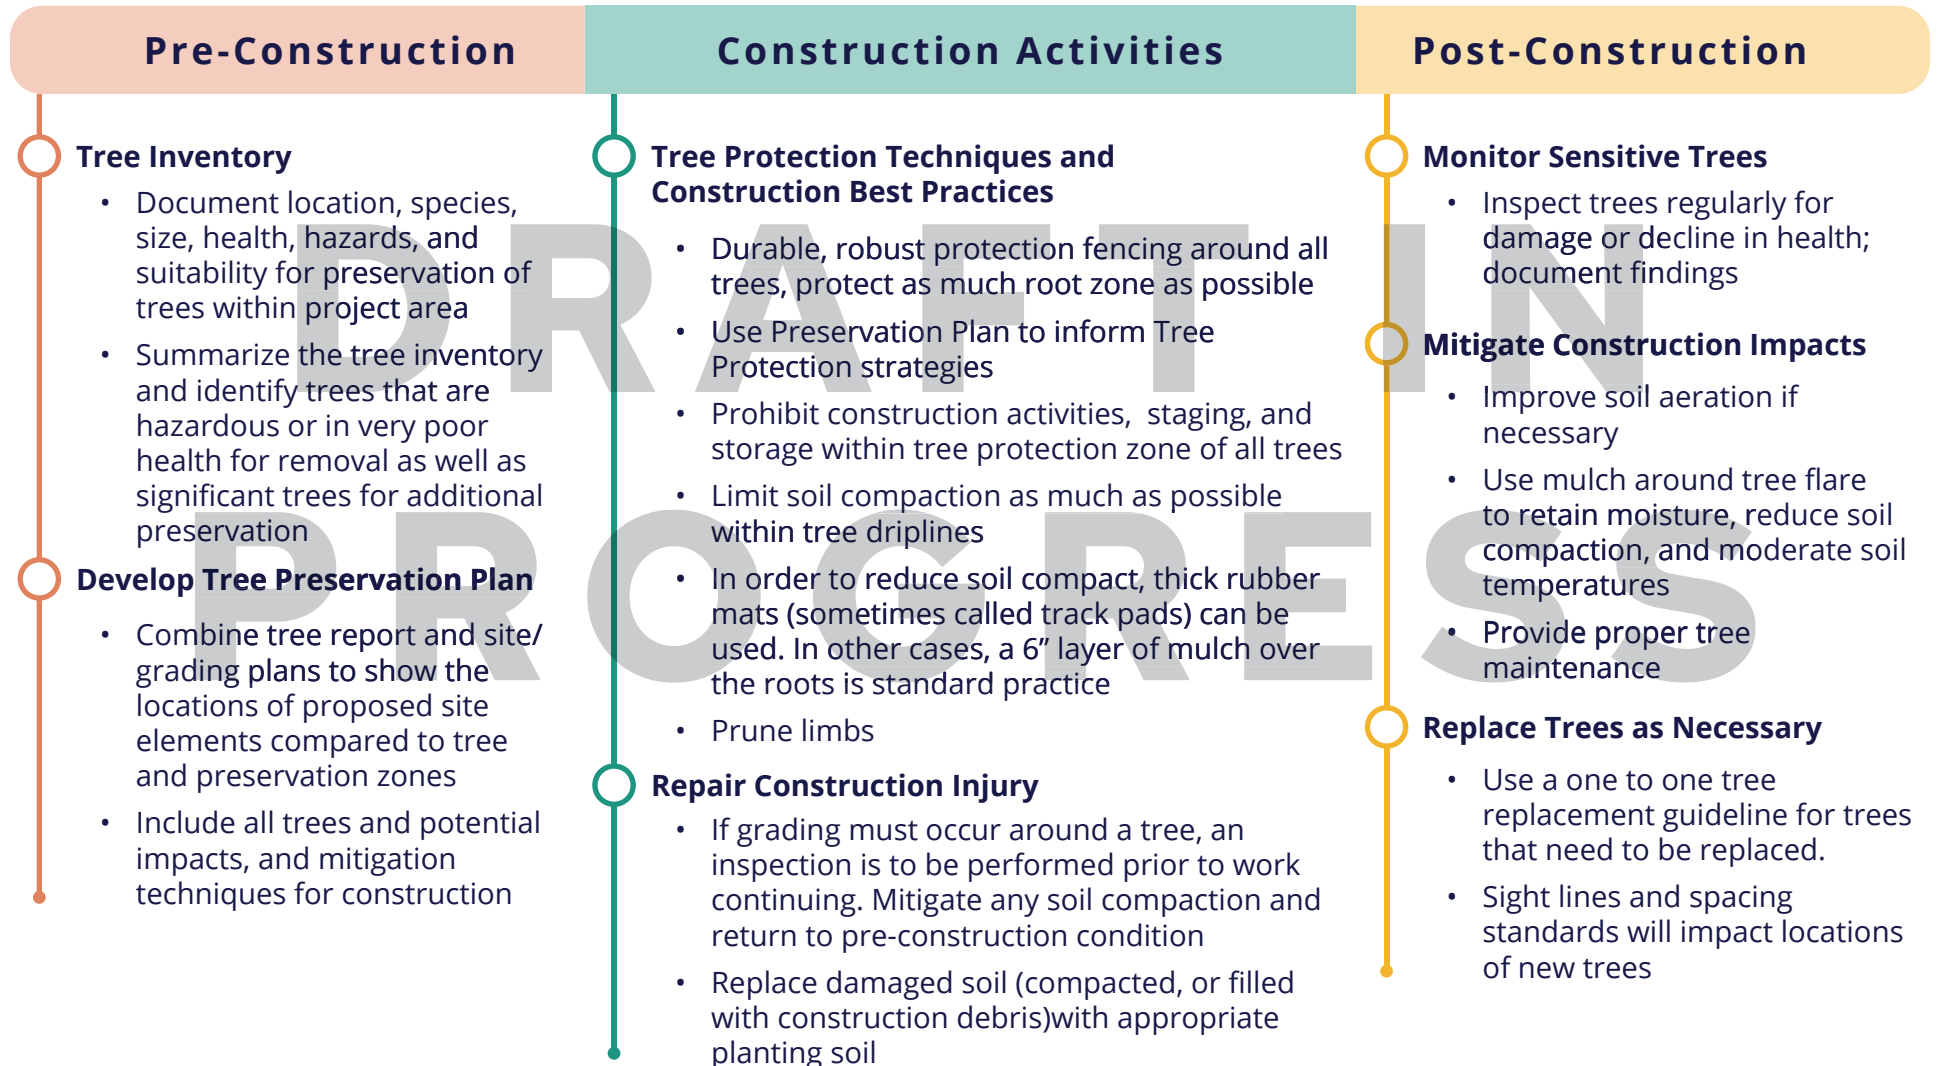 Pre-Construction
Tree Inventory
• Document location, species,
size, health, hazards, and
suitability for preservation of
trees within project area
• Summarize the tree inventory
and identify trees that are
hazardous or in very poor
health for removal as well as
significant trees for additional
preservation
Develop Tree Preservation Plan
• Combine tree report and site/
grading plans to show the
locations of proposed site
elements compared to tree
and preservation zones
• Include all trees and potential
impacts, and mitigation
techniques for construction
Construction Activities
Tree Protection Techniques and
Construction Best Practices
• Durable, robust protection fencing around all
trees, protect as much root zone as possible
• Use Preservation Plan to inform Tree
Protection strategies
• Prohibit construction activities,  staging, and
storage within tree protection zone of all trees
• Limit soil compaction as much as possible
within tree driplines
• In order to reduce soil compact, thick rubber
mats (sometimes called track pads) can be
used. In other cases, a 6” layer of mulch over
the roots is standard practice
• Prune limbs
Repair Construction Injury
• If grading must occur around a tree, an
inspection is to be performed prior to work
continuing. Mitigate any soil compaction and
return to pre-construction condition
• Replace damaged soil (compacted, or filled
with construction debris)with appropriate
planting soil
Post-Construction
Monitor Sensitive Trees
• Inspect trees regularly for
damage or decline in health;
document findings
Mitigate Construction Impacts
• Improve soil aeration if
necessary
• Use mulch around tree flare
to retain moisture, reduce soil
compaction, and moderate soil
temperatures
• Provide proper tree
maintenance
Replace Trees as Necessary
• Use a one to one tree
replacement guideline for trees
that need to be replaced.
• Sight lines and spacing
standards will impact locations
of new trees
DRAFT IN
PROGRESS